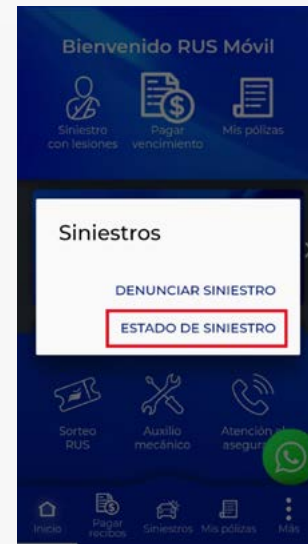 Bienvenido RUS Móvil
Siniestro
con lesiones
Pagar
vencimiento
Mis pólizas
Siniestros
DENUNCIAR SINIESTRO
ESTADO DE SINIESTRO
Sorteo
RUS
Auxilio
mecánico
Atención al
Inicio
Pagar
recibos
Siniestros
Mis pólizas
Más